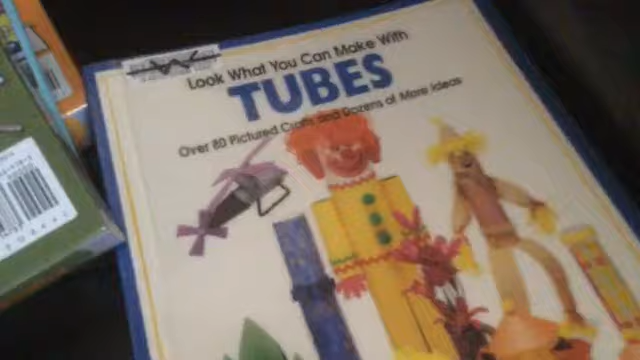 Look What You Can Make With
TUBES
Over 80 Pictured Crafts and Dozens of More Ideas